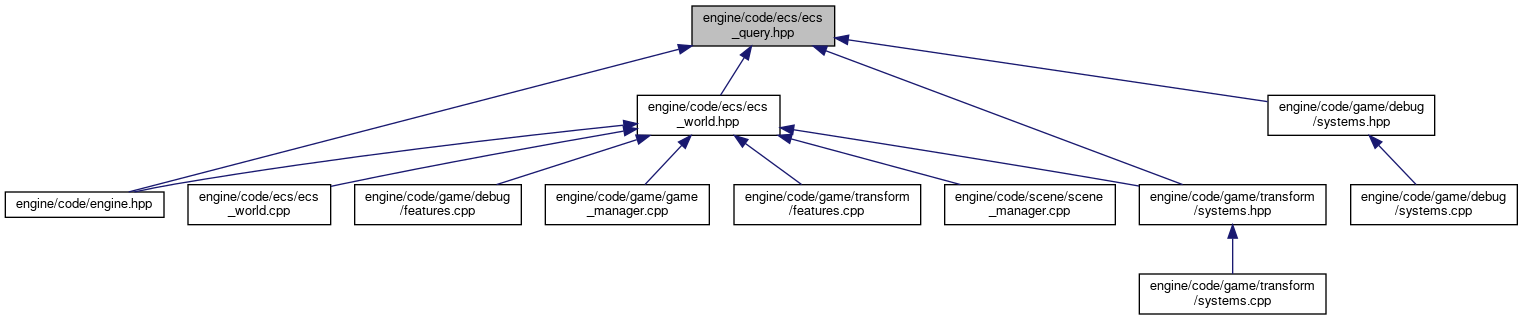 engine/code/ecs/ecs
_query.hpp
engine/code/ecs/ecs
_world.hpp
engine/code/game/debug
/systems.hpp
engine/code/engine.hpp
engine/code/ecs/ecs
_world.cpp
engine/code/game/debug
/features.cpp
engine/code/game/game
_manager.cpp
engine/code/game/transform
/features.cpp
engine/code/scene/scene
_manager.cpp
engine/code/game/transform
/systems.hpp
engine/code/game/debug
/systems.cpp
engine/code/game/transform
/systems.cpp